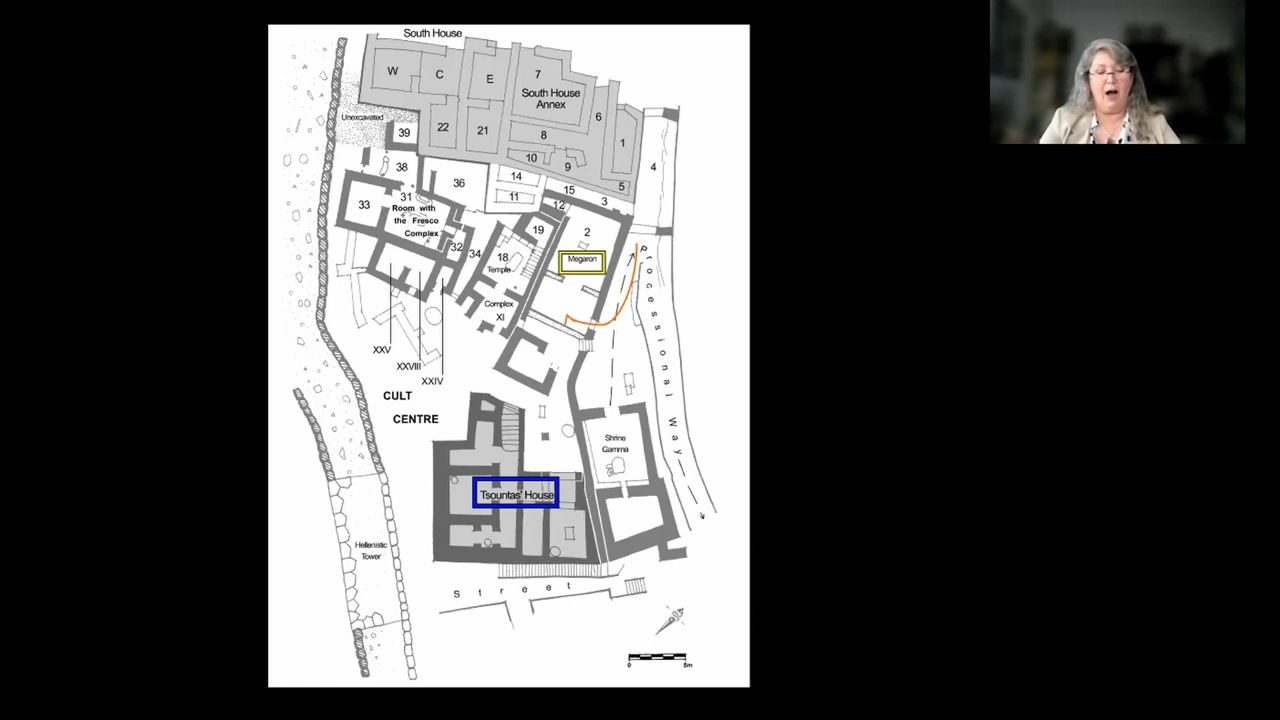 South House
W
C
E
7
South House
Annex
6
Unexcavated
39
22
21
8
1
10
9
4
38
36
14
15
5
31
11
3
33
Room with
the Fresco
Complex
12
2
19
32
34
18
Temple
Megaron
Processional Way
Complex
XI
XXV
XXVIII
XXIV
CULT
CENTRE
Shrine
Gamma
Tsountas' House
Hellenistic
Tower
Street
0
5m